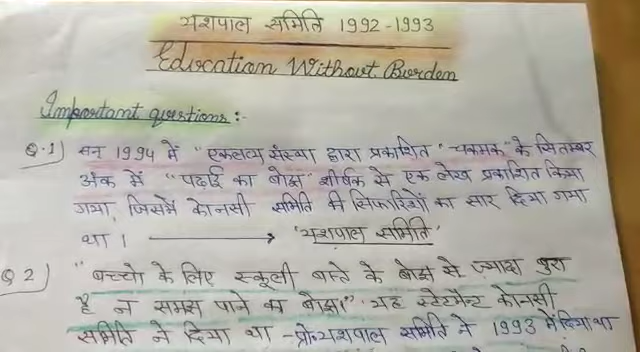 यशपाल समिति 1992-1993
Education Without Burden
Important questions:-
Q.1) सन 1994 में "एकलव्य संस्था द्वारा प्रकाशित "चकमक" के सितम्बर
अंक में "पढ़ाई का बोझ" शीर्षक से एक लेख प्रकाशित किया
गया, जिसमें कोनसी समिति की सिफारिशों का सार दिया गया
था । → 'यशपाल समिति'
Q 2) "बच्चो के लिए स्कूली बास्ते के बोझ से ज्यादा बुरा
है न समझ पाने का बोझ।" यह स्टेटमैन्ट कोनसी
समिति ने दिया था - प्रो० यशपाल समिति ने 1993 में दिया था